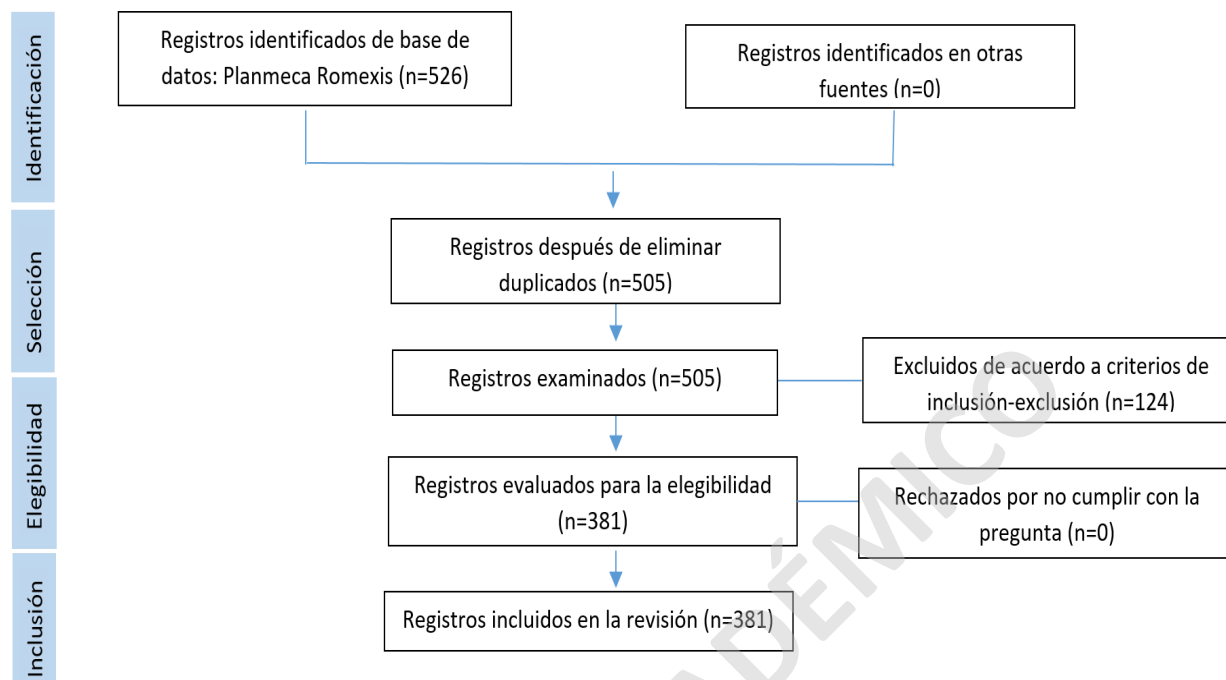 Identificación
Registros identificados de base de
datos: Planmeca Romexis (n=526)
Registros identificados en otras
fuentes (n=0)
Selección
Registros después de eliminar
duplicados (n=505)
Registros examinados (n=505)
Excluidos de acuerdo a criterios de
inclusión-exclusión (n=124)
Elegibilidad
Registros evaluados para la elegibilidad
(n=381)
Rechazados por no cumplir con la
pregunta (n=0)
Inclusión
Registros incluidos en la revisión (n=381)
ADÉMICO